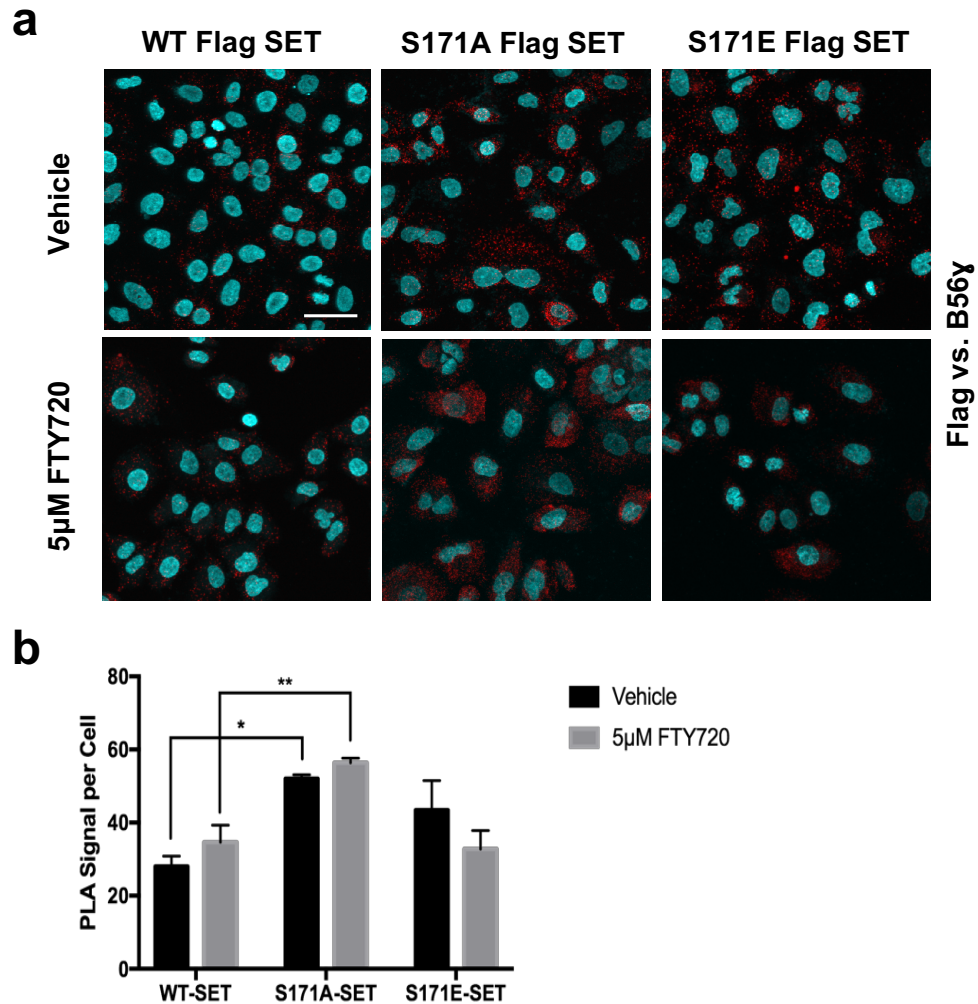 a
WT Flag SET
S171A Flag SET
S171E Flag SET
Vehicle
5µM FTY720
Flag vs. B56ɣ
b
80
60
40
20
0
PLA Signal per Cell
*
**
WT-SET
S171A-SET
S171E-SET
Vehicle
5µM FTY720